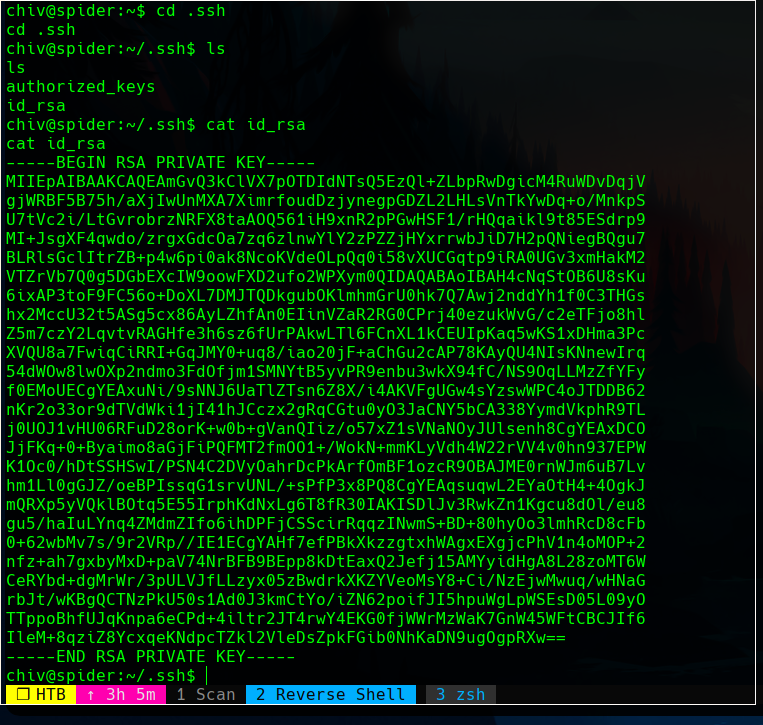 chiv@spider:~$ cd .ssh
cd .ssh
chiv@spider:~/.ssh$ ls
ls
authorized_keys
id_rsa
chiv@spider:~/.ssh$ cat id_rsa
cat id_rsa
-----BEGIN RSA PRIVATE KEY-----
MIIEpAIBAAKCAQEAmGvQ3kClVX7pOTDIdNTsQ5EzQl+ZLbpRwDgicM4RuWDvDqjV
gjWRBF5B75h/aXjIwUnMXA7XimrfoudDzjynegpGDZL2LHLsVnTkYwDq+o/MnkpS
U7tVc2i/LtGvrobrzNRFX8taAOQ561iH9xnR2pPGwHSF1/rHQqaikl9t85ESdrp9
MI+JsgXF4qwdo/zrgxGdcOa7zq6zlnwYlY2zPZZjHYxrrwbJiD7H2pQNiegBQgu7
BLRlsGclItrZB+p4w6pi0ak8NcoKVdeOLpQq0i58vXUCGqtp9iRA0UGv3xmHakM2
VTZrVb7Q0g5DGbEXcIW9oowFXD2ufo2WPXym0QIDAQABAoIBAH4cNqStOB6U8sKu
6ixAP3toF9FC56o+DoXL7DMJTQDkgubOKlmhmGrU0hk7Q7Awj2nddYh1f0C3THGs
hx2MccU32t5ASg5cx86AyLZhfAn0EIinVZaR2RG0CPrj40ezukWvG/c2eTFjo8hl
Z5m7czY2LqvtvRAGHfe3h6sz6fUrPAkwLTl6FCnXL1kCEUIpKaq5wKS1xDHma3Pc
XVQU8a7FwiqCiRRI+GqJMY0+uq8/iao20jF+aChGu2cAP78KAyQU4NIsKNnewIrq
54dWOw8lwOXp2ndmo3FdOfjm1SMNYtB5yvPR9enbu3wkX94fC/NS9OqLLMzZfYFy
f0EMoUECgYEAxuNi/9sNNJ6UaTlZTsn6Z8X/i4AKVFgUGw4sYzswWPC4oJTDDB62
nKr2o33or9dTVdWki1jI41hJCczx2gRqCGtu0yO3JaCNY5bCA338YymdVkphR9TL
j0UOJ1vHU06RFuD28orK+w0b+gVanQIiz/o57xZ1sVNaNOyJUlsenh8CgYEAxDCO
JjFKq+0+Byaimo8aGjFiPQFMT2fmOO1+/WokN+mmKLyVdh4W22rVV4v0hn937EPW
K1Oc0/hDtSSHSwI/PSN4C2DVyOahrDcPkArfOmBF1ozcR9OBAJME0rnWJm6uB7Lv
hm1Ll0gGJZ/oeBPIssqG1srvUNL/+sPfP3x8PQ8CgYEAqsuqwL2EYaOtH4+4OgkJ
mQRXp5yVQklBOtq5E55IrphKdNxLg6T8fR30IAKISDlJv3RwkZn1Kgcu8dOl/eu8
gu5/haIuLYnq4ZMdmZIfo6ihDPFjCSScirRqqzINwmS+BD+80hyOo3lmhRcD8cFb
0+62wbMv7s/9r2VRp//IE1ECgYAHf7efPBkXkzzgtxhWAgxEXgjcPhV1n4oMOP+2
nfz+ah7gxbyMxD+paV74NrBFB9BEpp8kDtEaxQ2Jefj15AMYyidHgA8L28zoMT6W
CeRYbd+dgMrWr/3pULVJfLLzyx05zBwdrkXKZYVeoMsY8+Ci/NzEjwMwuq/wHNaG
rbJt/wKBgQCTNzPkU50s1Ad0J3kmCtYo/iZN62poifJI5hpuWgLpWSEsD05L09yO
TTppoBhfUJqKnpa6eCPd+4iltr2JT4rwY4EKG0fjWWrMzWaK7GnW45WFtCBCJIf6
IleM+8qziZ8YcxqeKNdpcTZkl2VleDsZpkFGib0NhKaDN9ugOgpRXw==
-----END RSA PRIVATE KEY-----
chiv@spider:~/.ssh$
❐ HTB ↑ 3h 5m 1 Scan 2 Reverse Shell 3 zsh